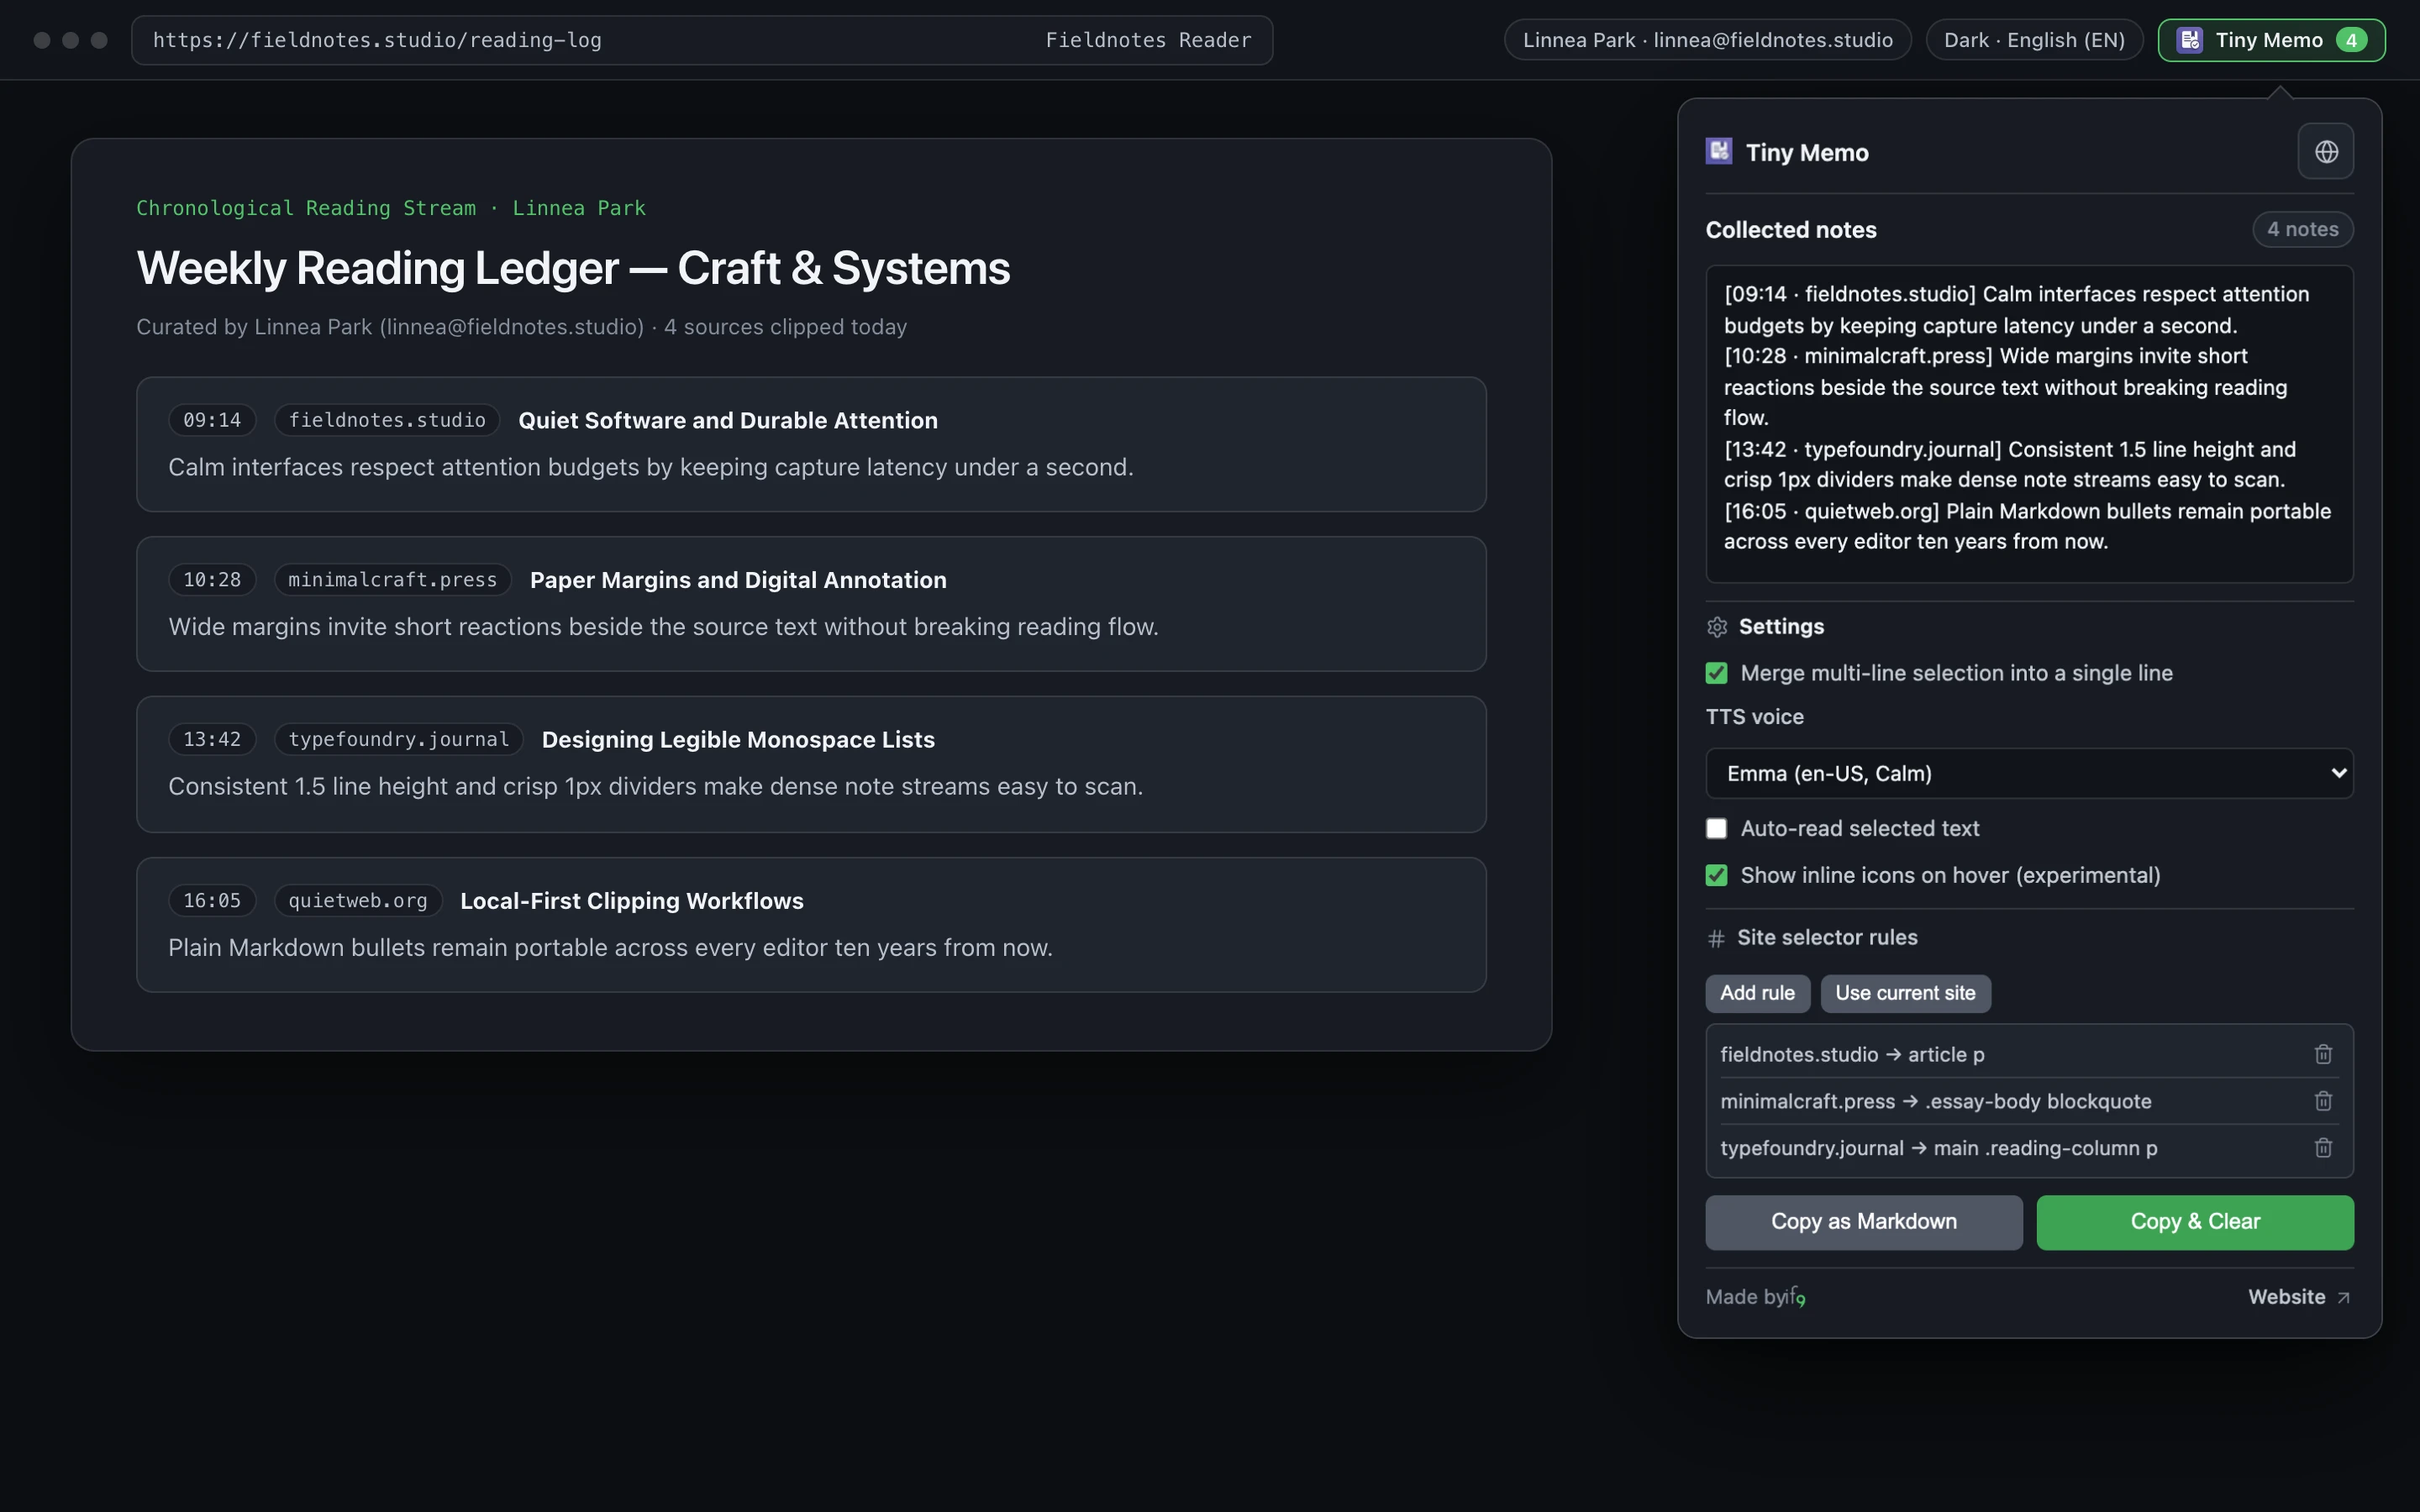 https://fieldnotes.studio/reading-log
Fieldnotes Reader
Linnea Park · linnea@fieldnotes.studio
Dark · English (EN)
Tiny Memo 4
Chronological Reading Stream · Linnea Park
Weekly Reading Ledger — Craft & Systems
Curated by Linnea Park (linnea@fieldnotes.studio) · 4 sources clipped today
09:14 fieldnotes.studio Quiet Software and Durable Attention
Calm interfaces respect attention budgets by keeping capture latency under a second.
10:28 minimalcraft.press Paper Margins and Digital Annotation
Wide margins invite short reactions beside the source text without breaking reading flow.
13:42 typefoundry.journal Designing Legible Monospace Lists
Consistent 1.5 line height and crisp 1px dividers make dense note streams easy to scan.
16:05 quietweb.org Local-First Clipping Workflows
Plain Markdown bullets remain portable across every editor ten years from now.
Tiny Memo
Collected notes
4 notes
[09:14 · fieldnotes.studio] Calm interfaces respect attention
budgets by keeping capture latency under a second.
[10:28 · minimalcraft.press] Wide margins invite short
reactions beside the source text without breaking reading
flow.
[13:42 · typefoundry.journal] Consistent 1.5 line height and
crisp 1px dividers make dense note streams easy to scan.
[16:05 · quietweb.org] Plain Markdown bullets remain portable
across every editor ten years from now.
Settings
Merge multi-line selection into a single line
TTS voice
Emma (en-US, Calm)
Auto-read selected text
Show inline icons on hover (experimental)
# Site selector rules
Add rule
Use current site
fieldnotes.studio → article p
minimalcraft.press → .essay-body blockquote
typefoundry.journal → main .reading-column p
Copy as Markdown
Copy & Clear
Made by if9
Website ↗